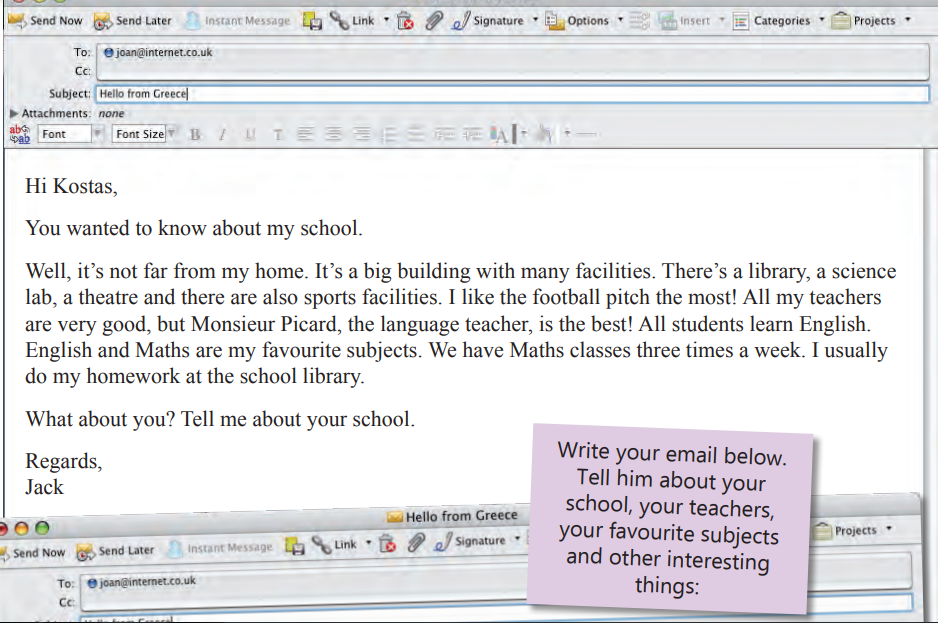 Send Now Send Later Instant Message Link Signature Options Insert Categories Projects
To: joan@internet.co.uk
Cc:
Subject: Hello from Greece
Attachments: none
Font Font Size B I U T
Hi Kostas,
You wanted to know about my school.
Well, it's not far from my home. It's a big building with many facilities. There's a library, a science
lab, a theatre and there are also sports facilities. I like the football pitch the most! All my teachers
are very good, but Monsieur Picard, the language teacher, is the best! All students learn English.
English and Maths are my favourite subjects. We have Maths classes three times a week. I usually
do my homework at the school library.
What about you? Tell me about your school.
Regards,
Jack
Write your email below.
Tell him about your
school, your teachers,
your favourite subjects
and other interesting
things:
Hello from Greece
Send Now Send Later Instant Message Link Signature Projects
To: joan@internet.co.uk
Cc: